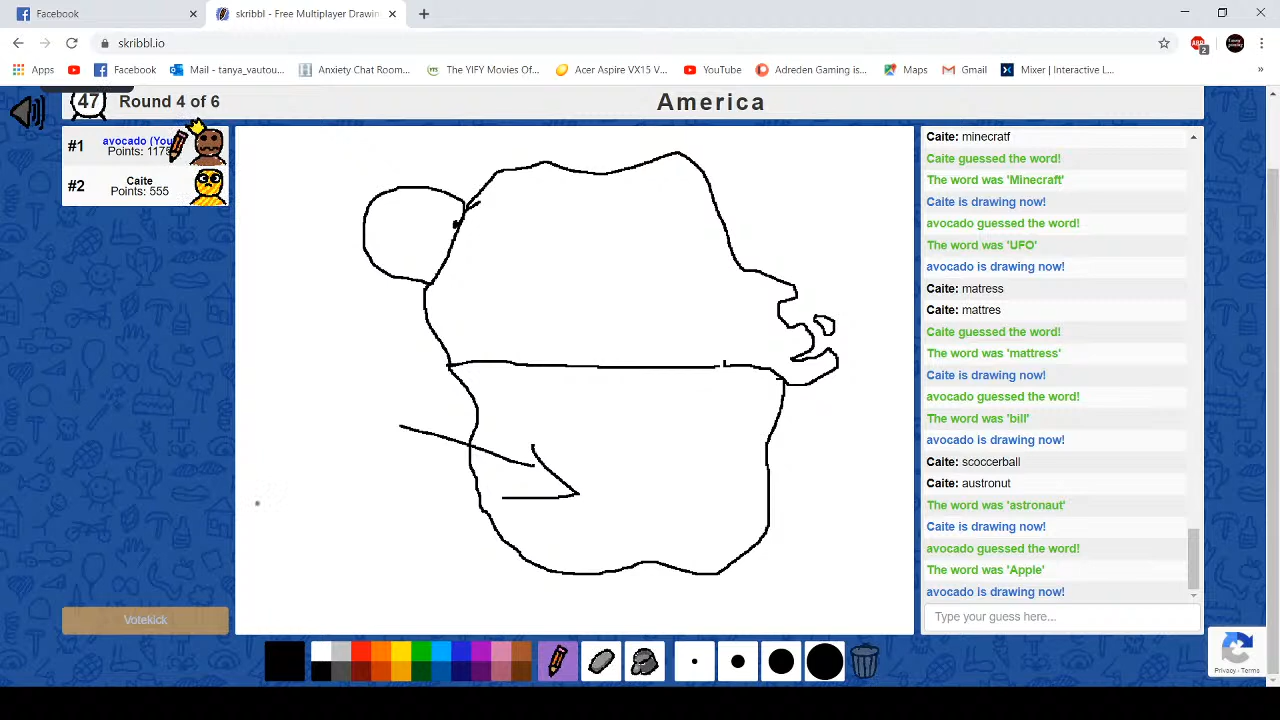 Facebook
skribbl - Free Multiplayer Drawin
skribbl.io
Apps
Facebook
Mail - tanya_vautou...
Anxiety Chat Room...
The YIFY Movies Of...
Acer Aspire VX15 V...
YouTube
Adreden Gaming is...
Maps
Gmail
Mixer | Interactive L...
47
Round 4 of 6
America
#1
avocado (You
Points: 1179
#2
Caite
Points: 555
Caite: minecratf
Caite guessed the word!
The word was 'Minecraft'
Caite is drawing now!
avocado guessed the word!
The word was 'UFO'
avocado is drawing now!
Caite: matress
Caite: mattres
Caite guessed the word!
The word was 'mattress'
Caite is drawing now!
avocado guessed the word!
The word was 'bill'
avocado is drawing now!
Caite: scoccerball
Caite: austronut
The word was 'astronaut'
Caite is drawing now!
avocado guessed the word!
The word was 'Apple'
avocado is drawing now!
Type your guess here...
Votekick
Privacy - Terms